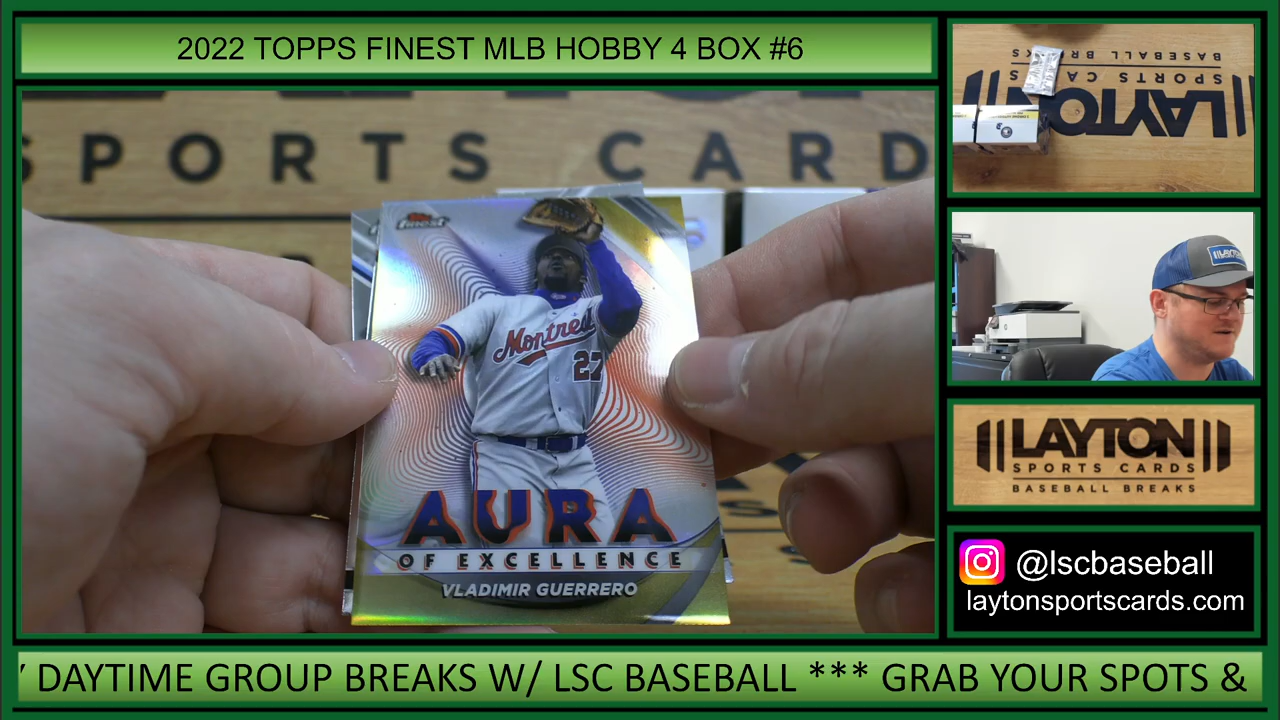 2022 TOPPS FINEST MLB HOBBY 4 BOX #6
SPORTS CARD
finest
Montreal
27
AURA
OF EXCELLENCE
VLADIMIR GUERRERO
BASEBALL BREAKS
SPORTS CARDS
LAYTON
LAYTON
LAYTON
SPORTS CARDS
BASEBALL BREAKS
@lscbaseball
laytonsportscards.com
DAYTIME GROUP BREAKS W/ LSC BASEBALL *** GRAB YOUR SPOTS &